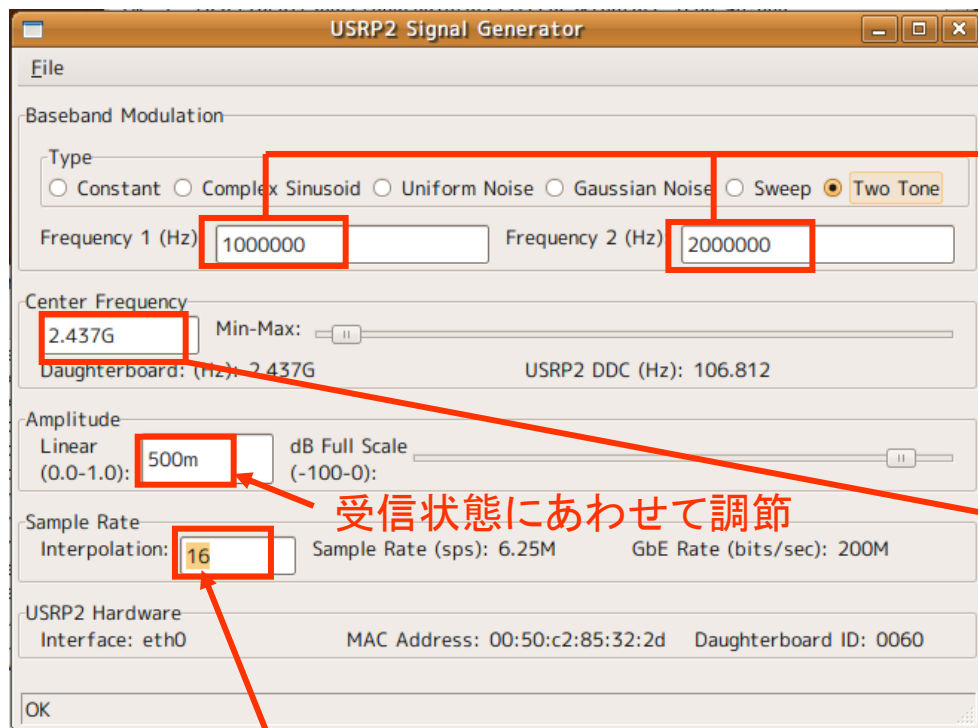 USRP2 Signal Generator
File
Baseband Modulation
Type
Constant Complex Sinusoid Uniform Noise Gaussian Noise Sweep Two Tone
Frequency 1 (Hz) 1000000 Frequency 2 (Hz): 2000000
Center Frequency
2.437G Min-Max:
Daughterboard: (Hz): 2.437G USRP2 DDC (Hz): 106.812
Amplitude
Linear
(0.0-1.0): 500m dB Full Scale
(-100-0):
受信状態にあわせて調節
Sample Rate
Interpolation: 16 Sample Rate (sps): 6.25M GbE Rate (bits/sec): 200M
USRP2 Hardware
Interface: eth0 MAC Address: 00:50:c2:85:32:2d Daughterboard ID: 0060
OK